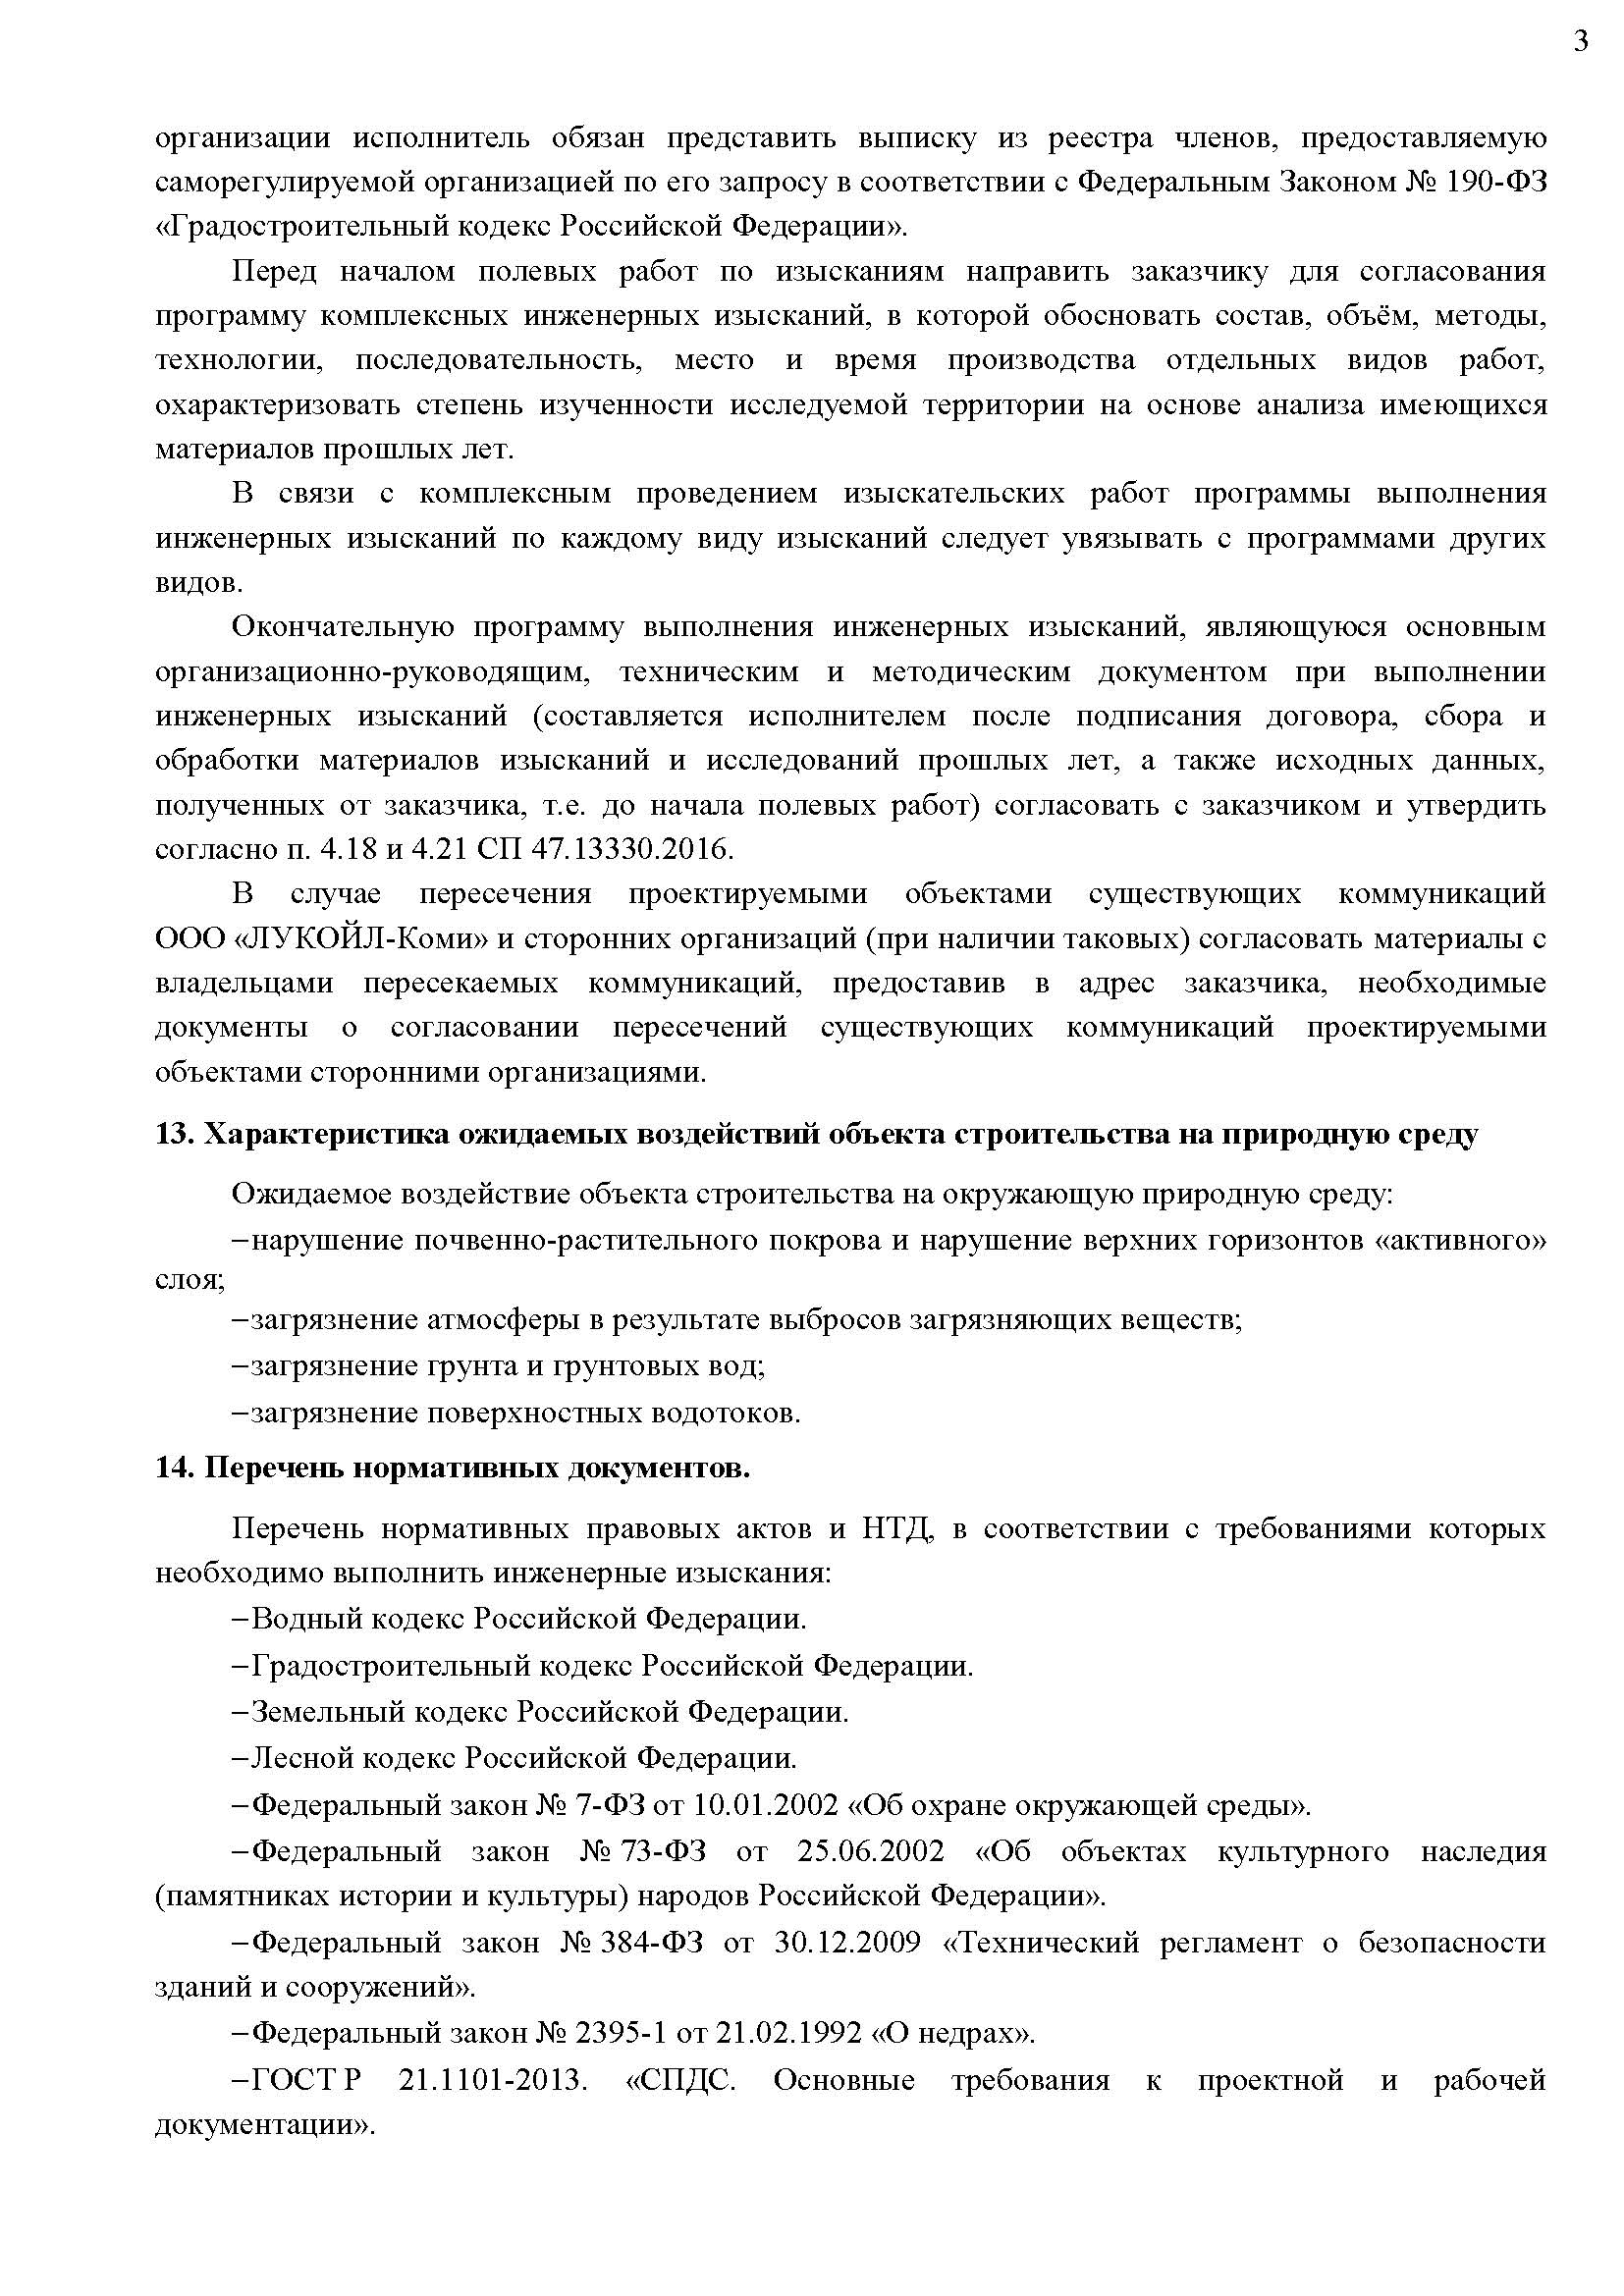 3
организации исполнитель обязан представить выписку из реестра членов, предоставляемую
саморегулируемой организацией по его запросу в соответствии с Федеральным Законом № 190-ФЗ
«Градостроительный кодекс Российской Федерации».
Перед началом полевых работ по изысканиям направить заказчику для согласования
программу комплексных инженерных изысканий, в которой обосновать состав, объём, методы,
технологии, последовательность, место и время производства отдельных видов работ,
охарактеризовать степень изученности исследуемой территории на основе анализа имеющихся
материалов прошлых лет.
В связи с комплексным проведением изыскательских работ программы выполнения
инженерных изысканий по каждому виду изысканий следует увязывать с программами других
видов.
Окончательную программу выполнения инженерных изысканий, являющуюся основным
организационно-руководящим, техническим и методическим документом при выполнении
инженерных изысканий (составляется исполнителем после подписания договора, сбора и
обработки материалов изысканий и исследований прошлых лет, а также исходных данных,
полученных от заказчика, т.е. до начала полевых работ) согласовать с заказчиком и утвердить
согласно п. 4.18 и 4.21 СП 47.13330.2016.
В случае пересечения проектируемыми объектами существующих коммуникаций
ООО «ЛУКОЙЛ-Коми» и сторонних организаций (при наличии таковых) согласовать материалы с
владельцами пересекаемых коммуникаций, предоставив в адрес заказчика, необходимые
документы о согласовании пересечений существующих коммуникаций проектируемыми
объектами сторонними организациями.
13. Характеристика ожидаемых воздействий объекта строительства на природную среду
Ожидаемое воздействие объекта строительства на окружающую природную среду:
–нарушение почвенно-растительного покрова и нарушение верхних горизонтов «активного»
слоя;
–загрязнение атмосферы в результате выбросов загрязняющих веществ;
–загрязнение грунта и грунтовых вод;
–загрязнение поверхностных водотоков.
14. Перечень нормативных документов.
Перечень нормативных правовых актов и НТД, в соответствии с требованиями которых
необходимо выполнить инженерные изыскания:
–Водный кодекс Российской Федерации.
–Градостроительный кодекс Российской Федерации.
–Земельный кодекс Российской Федерации.
–Лесной кодекс Российской Федерации.
–Федеральный закон № 7-ФЗ от 10.01.2002 «Об охране окружающей среды».
–Федеральный закон № 73-ФЗ от 25.06.2002 «Об объектах культурного наследия
(памятниках истории и культуры) народов Российской Федерации».
–Федеральный закон № 384-ФЗ от 30.12.2009 «Технический регламент о безопасности
зданий и сооружений».
–Федеральный закон № 2395-1 от 21.02.1992 «О недрах».
–ГОСТ Р 21.1101-2013. «СПДС. Основные требования к проектной и рабочей
документации».